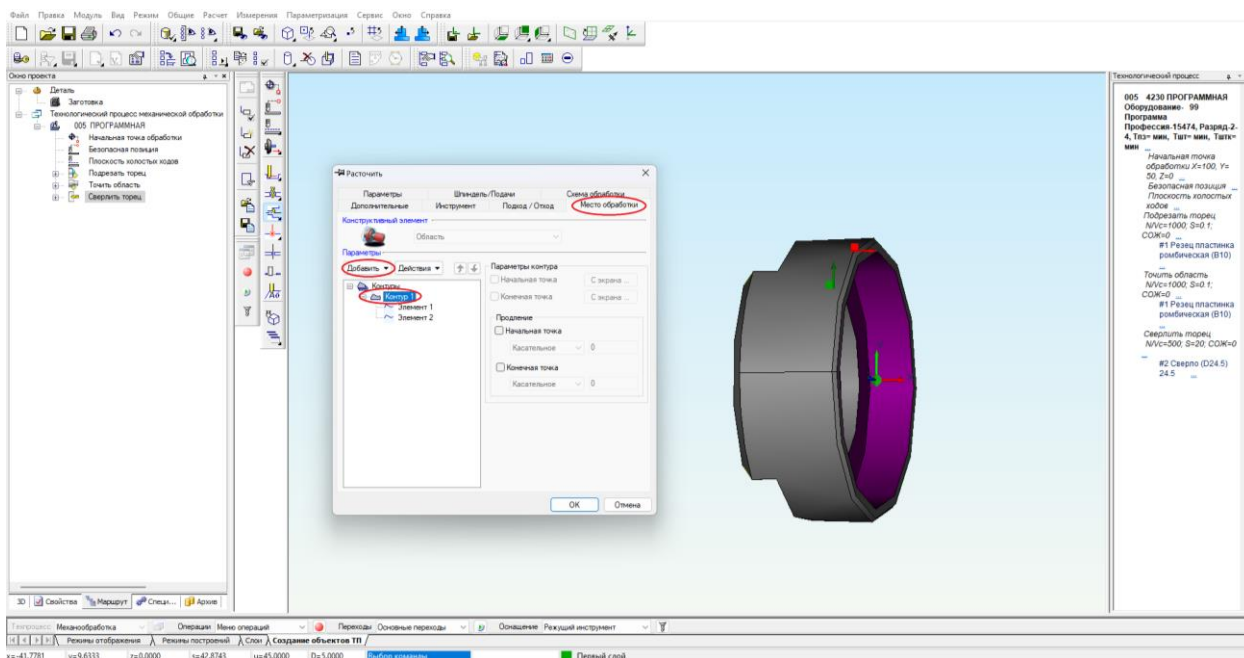 Файл Правка Модуль Вид Режим Общие Расчет Измерения Параметризация Сервис Окно Справка
Окно проекта
Деталь
Заготовка
Технологический процесс механической обработки
005 ПРОГРАММНАЯ
Начальная точка обработки
Безопасная позиция
Плоскость холостых ходов
Подрезать торец
Точить область
Сверлить торец
3D Свойства Маршрут Специ... Архив
Расточить
Параметры Шпиндель/Подачи Схема обработки
Дополнительные Инструмент Подход / Отход Место обработки
Конструктивный элемент
Область
Параметры
Добавить Действия
Контуры
Контур 1
Элемент 1
Элемент 2
Параметры контура
Начальная точка С экрана ...
Конечная точка С экрана ...
Продление
Начальная точка
Касательное 0
Конечная точка
Касательное 0
ОК Отмена
Технологический процесс
005 4230 ПРОГРАММНАЯ
Оборудование- 99
Программа
Профессия-15474, Разряд-2-
4, Тпз= мин, Тшт= мин, Тштк=
мин ...
Начальная точка
обработки X=100, Y=
50, Z=0 ...
Безопасная позиция ...
Плоскость холостых
ходов ...
Подрезать торец
N/Vc=1000; S=0.1;
СОЖ=0 ...
#1 Резец пластинка
ромбическая (B10)
...
Точить область
N/Vc=1000; S=0.1;
СОЖ=0 ...
#1 Резец пластинка
ромбическая (B10)
...
Сверлить торец
N/Vc=500; S=20; СОЖ=0
...
#2 Сверло (D24.5)
24.5 ...
Техпроцесс Механообработка Операции Меню операций Переходы Основные переходы Оснащение Режущий инструмент
Режимы отображения Режимы построений Слои Создание объектов ТП
x=-41.7781 y=9.6333 z=0.0000 s=42.8743 u=45.0000 D=5.0000 Выбор команды Первый слой